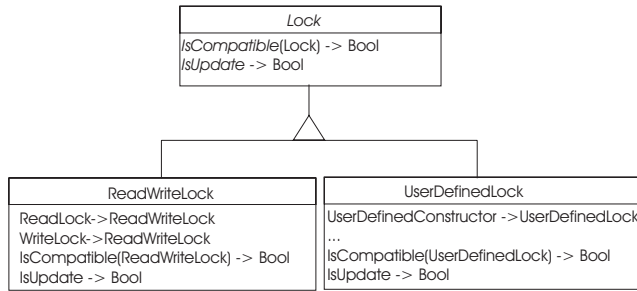 Lock
IsCompatible(Lock) -> Bool
IsUpdate -> Bool
ReadWriteLock
ReadLock->ReadWriteLock
WriteLock->ReadWriteLock
IsCompatible(ReadWriteLock) -> Bool
IsUpdate -> Bool
UserDefinedLock
UserDefinedConstructor ->UserDefinedLock
...
IsCompatible(UserDefinedLock) -> Bool
IsUpdate -> Bool